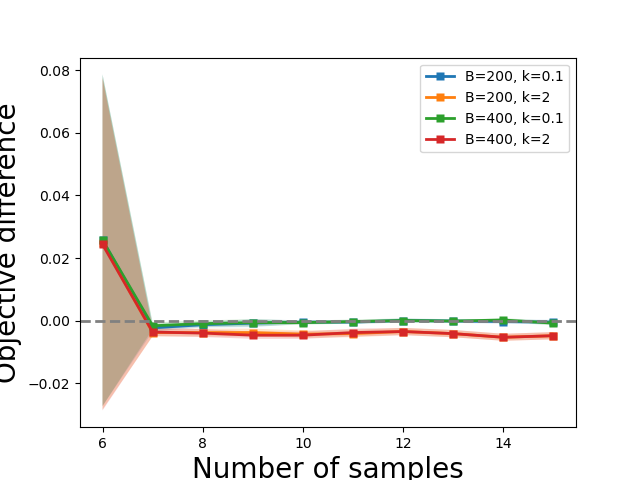 B=200, k=0.1
B=200, k=2
B=400, k=0.1
B=400, k=2
Objective difference
0.08
0.06
0.04
0.02
0.00
−0.02
6
8
10
12
14
Number of samples